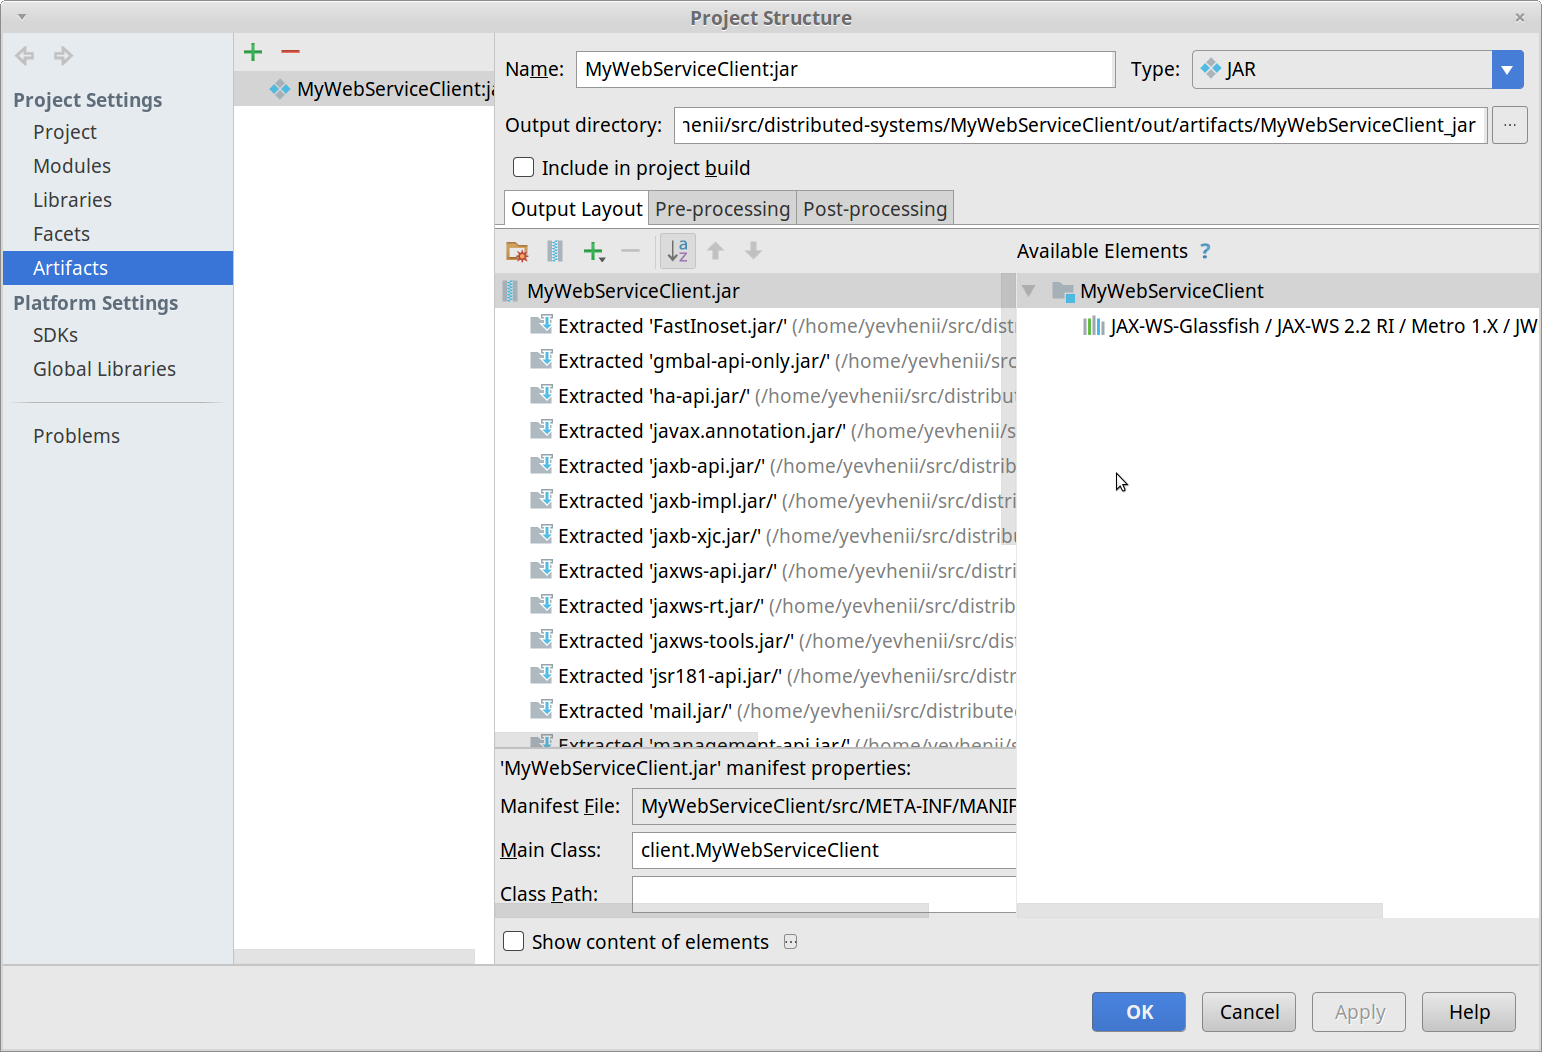 Project Structure
Project Settings
Project
Modules
Libraries
Facets
Artifacts
Platform Settings
SDKs
Global Libraries
Problems
MyWebServiceClient:ja
Name: MyWebServiceClient:jar Type: JAR
Output directory: henii/src/distributed-systems/MyWebServiceClient/out/artifacts/MyWebServiceClient_jar ...
Include in project build
Output Layout Pre-processing Post-processing
Available Elements ?
MyWebServiceClient.jar
Extracted 'FastInoset.jar/' (/home/yevhenii/src/dist
Extracted 'gmbal-api-only.jar/' (/home/yevhenii/src
Extracted 'ha-api.jar/' (/home/yevhenii/src/distribu
Extracted 'javax.annotation.jar/' (/home/yevhenii/s
Extracted 'jaxb-api.jar/' (/home/yevhenii/src/distrib
Extracted 'jaxb-impl.jar/' (/home/yevhenii/src/distri
Extracted 'jaxb-xjc.jar/' (/home/yevhenii/src/distribu
Extracted 'jaxws-api.jar/' (/home/yevhenii/src/distri
Extracted 'jaxws-rt.jar/' (/home/yevhenii/src/distrib
Extracted 'jaxws-tools.jar/' (/home/yevhenii/src/dist
Extracted 'jsr181-api.jar/' (/home/yevhenii/src/distr
Extracted 'mail.jar/' (/home/yevhenii/src/distribute
Extracted 'management-api.jar/' (/home/yevhenii/s
MyWebServiceClient
JAX-WS-Glassfish / JAX-WS 2.2 RI / Metro 1.X / JW
'MyWebServiceClient.jar' manifest properties:
Manifest File: MyWebServiceClient/src/META-INF/MANIF
Main Class: client.MyWebServiceClient
Class Path:
Show content of elements ...
OK Cancel Apply Help